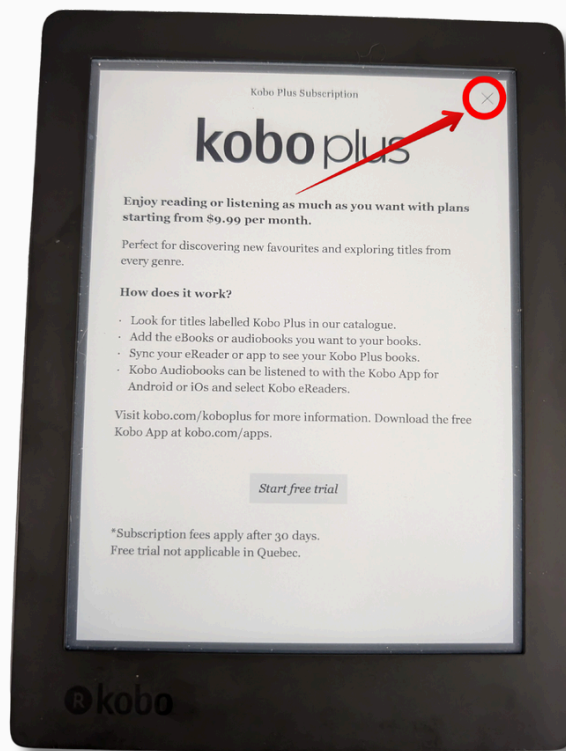 Kobo Plus Subscription
kobo plus
Enjoy reading or listening as much as you want with plans
starting from $9.99 per month.
Perfect for discovering new favourites and exploring titles from
every genre.
How does it work?
· Look for titles labelled Kobo Plus in our catalogue.
· Add the eBooks or audiobooks you want to your books.
· Sync your eReader or app to see your Kobo Plus books.
· Kobo Audiobooks can be listened to with the Kobo App for
Android or iOs and select Kobo eReaders.
Visit kobo.com/koboplus for more information. Download the free
Kobo App at kobo.com/apps.
Start free trial
*Subscription fees apply after 30 days.
Free trial not applicable in Quebec.
R kobo